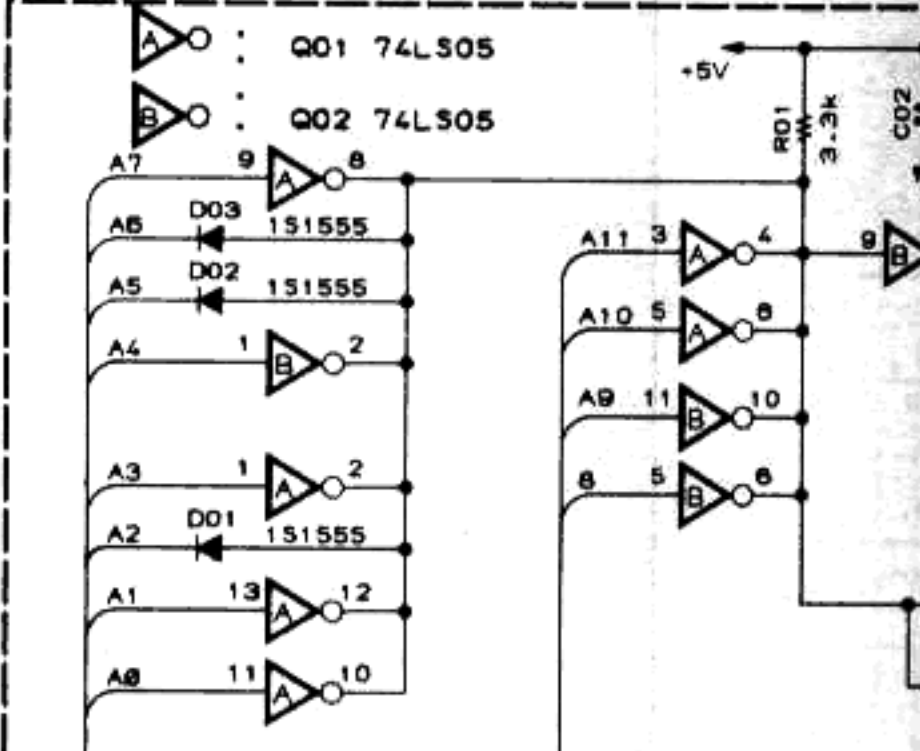 A : Q01 74LS05
B : Q02 74LS05
+5V
R01
3.3k
C02
A7 9 A 8
D03
A6 1S1555
D02
A5 1S1555
A4 1 B 2
A3 1 A 2
D01
A2 1S1555
A1 13 A 12
A0 11 A 10
A11 3 A 4
9 B
A10 5 A 6
A9 11 B 10
8 5 B 6